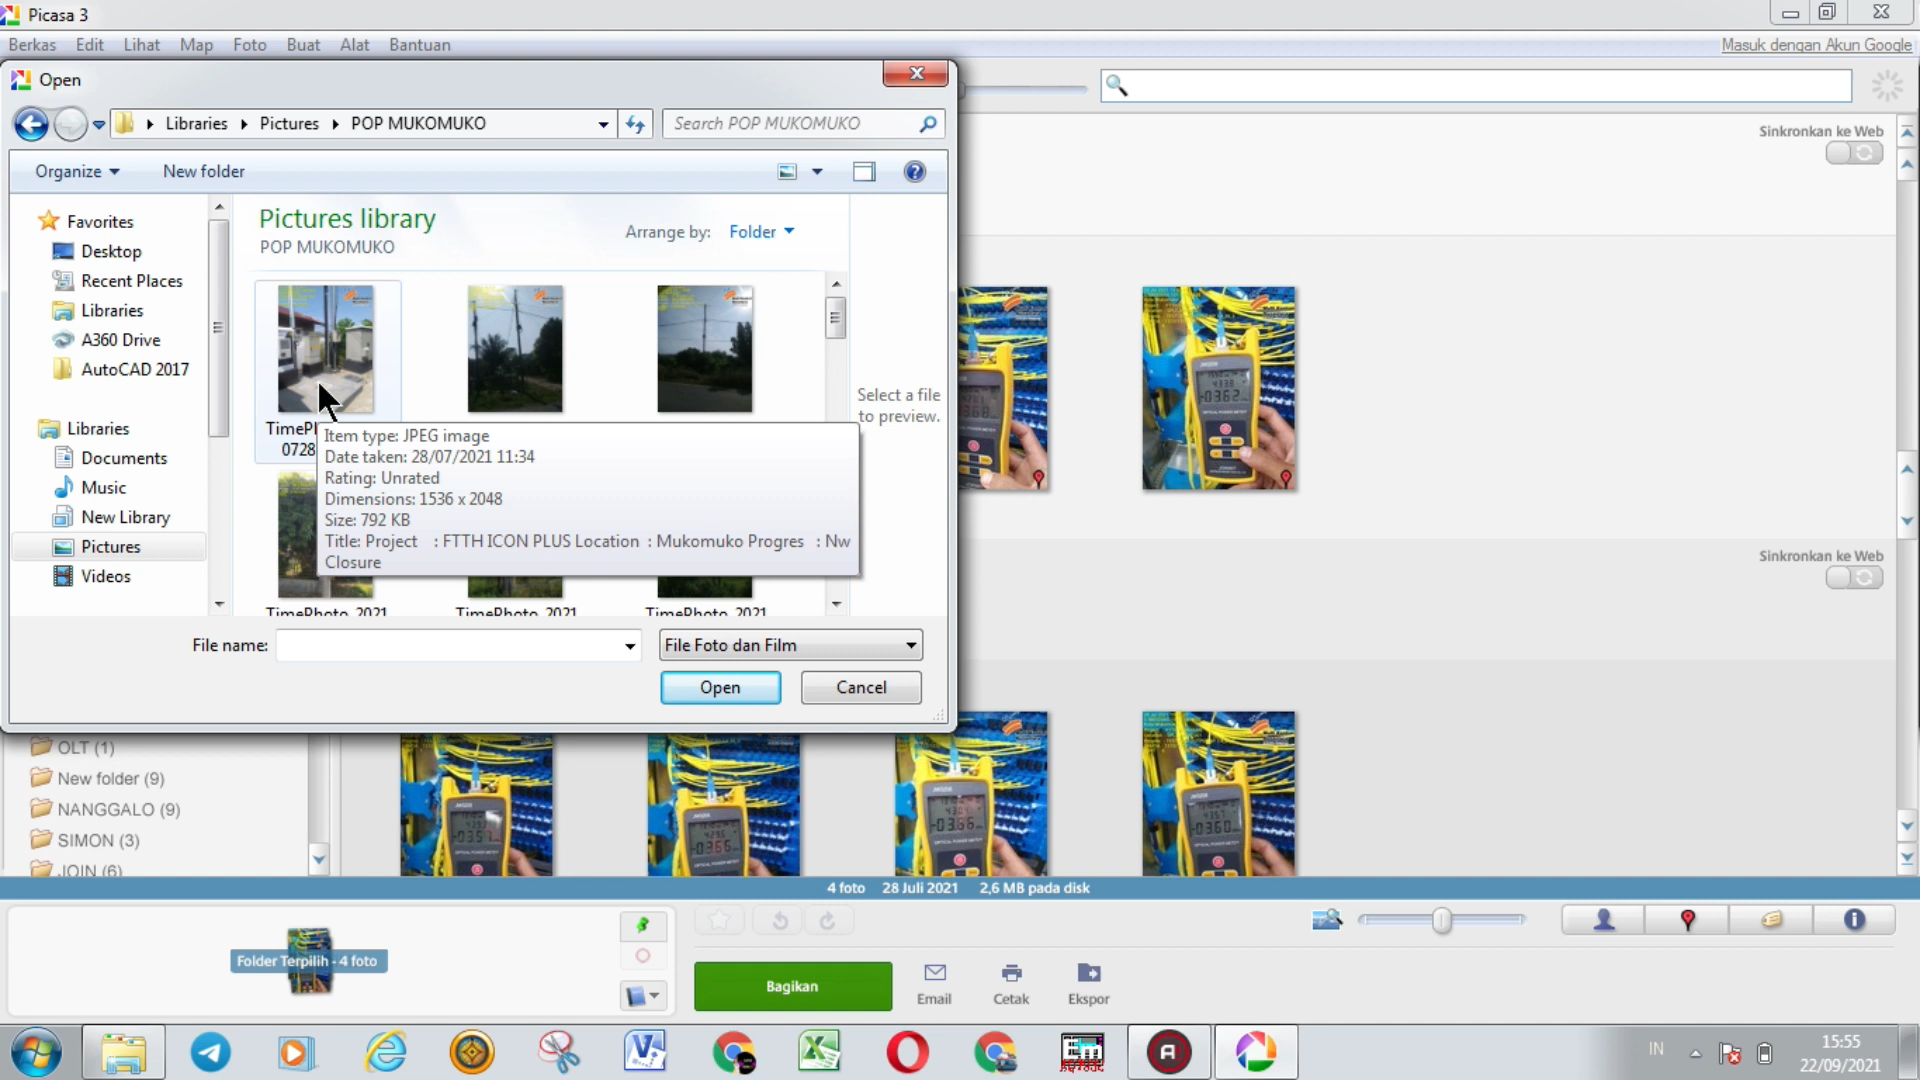 Picasa 3
Berkas Edit Lihat Map Foto Buat Alat Bantuan
Masuk dengan Akun Google
Open
Libraries Pictures POP MUKOMUKO
Search POP MUKOMUKO
Organize New folder
Sinkronkan ke Web
Favorites
Desktop
Recent Places
Libraries
A360 Drive
AutoCAD 2017
Libraries
Documents
Music
New Library
Pictures
Videos
Pictures library
POP MUKOMUKO
Arrange by: Folder
Select a file
to preview.
0728
Item type: JPEG image
Date taken: 28/07/2021 11:34
Rating: Unrated
Dimensions: 1536 x 2048
Size: 792 KB
Title: Project : FTTH ICON PLUS Location : Mukomuko Progres : Nw
Closure
TimePhoto_2021 TimePhoto_2021 TimePhoto_2021
File name:
File Foto dan Film
Open Cancel
Sinkronkan ke Web
OLT (1)
New folder (9)
NANGGALO (9)
SIMON (3)
JOIN (6)
4 foto 28 Juli 2021 2,6 MB pada disk
Folder Terpilih - 4 foto
Bagikan
Email
Cetak
Ekspor
IN
15:55
22/09/2021